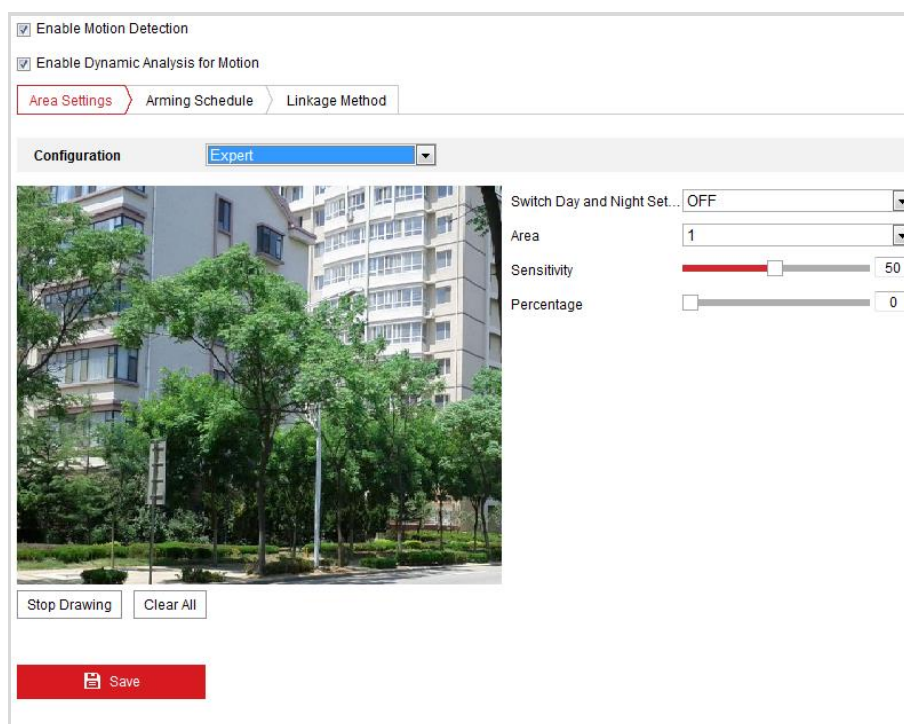 Enable Motion Detection
Enable Dynamic Analysis for Motion
Area Settings Arming Schedule Linkage Method
Configuration Expert
Switch Day and Night Set... OFF
Area 1
Sensitivity 50
Percentage 0
Stop Drawing Clear All
Save